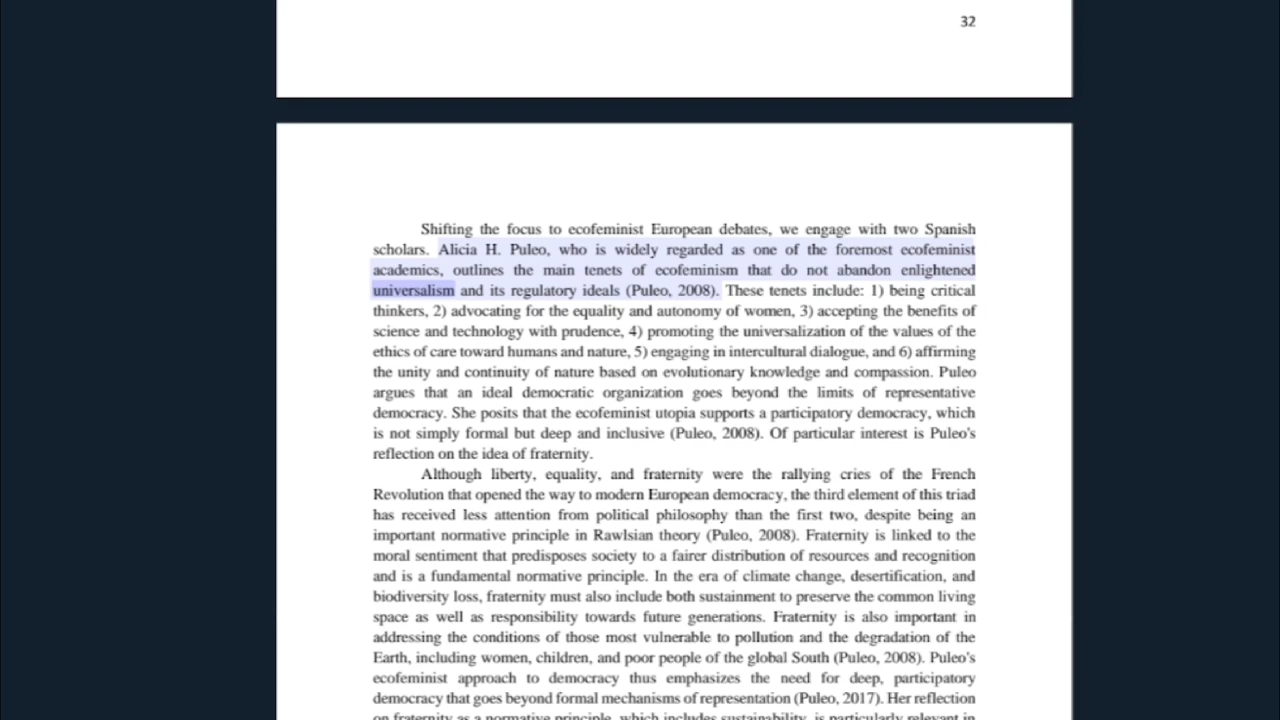 32
Shifting the focus to ecofeminist European debates, we engage with two Spanish
scholars. Alicia H. Puleo, who is widely regarded as one of the foremost ecofeminist
academics, outlines the main tenets of ecofeminism that do not abandon enlightened
universalism and its regulatory ideals (Puleo, 2008). These tenets include: 1) being critical
thinkers, 2) advocating for the equality and autonomy of women, 3) accepting the benefits of
science and technology with prudence, 4) promoting the universalization of the values of the
ethics of care toward humans and nature, 5) engaging in intercultural dialogue, and 6) affirming
the unity and continuity of nature based on evolutionary knowledge and compassion. Puleo
argues that an ideal democratic organization goes beyond the limits of representative
democracy. She posits that the ecofeminist utopia supports a participatory democracy, which
is not simply formal but deep and inclusive (Puleo, 2008). Of particular interest is Puleo's
reflection on the idea of fraternity.
Although liberty, equality, and fraternity were the rallying cries of the French
Revolution that opened the way to modern European democracy, the third element of this triad
has received less attention from political philosophy than the first two, despite being an
important normative principle in Rawlsian theory (Puleo, 2008). Fraternity is linked to the
moral sentiment that predisposes society to a fairer distribution of resources and recognition
and is a fundamental normative principle. In the era of climate change, desertification, and
biodiversity loss, fraternity must also include both sustainment to preserve the common living
space as well as responsibility towards future generations. Fraternity is also important in
addressing the conditions of those most vulnerable to pollution and the degradation of the
Earth, including women, children, and poor people of the global South (Puleo, 2008). Puleo's
ecofeminist approach to democracy thus emphasizes the need for deep, participatory
democracy that goes beyond formal mechanisms of representation (Puleo, 2017). Her reflection
on fraternity as a normative principle, which includes sustainability, is particularly relevant in